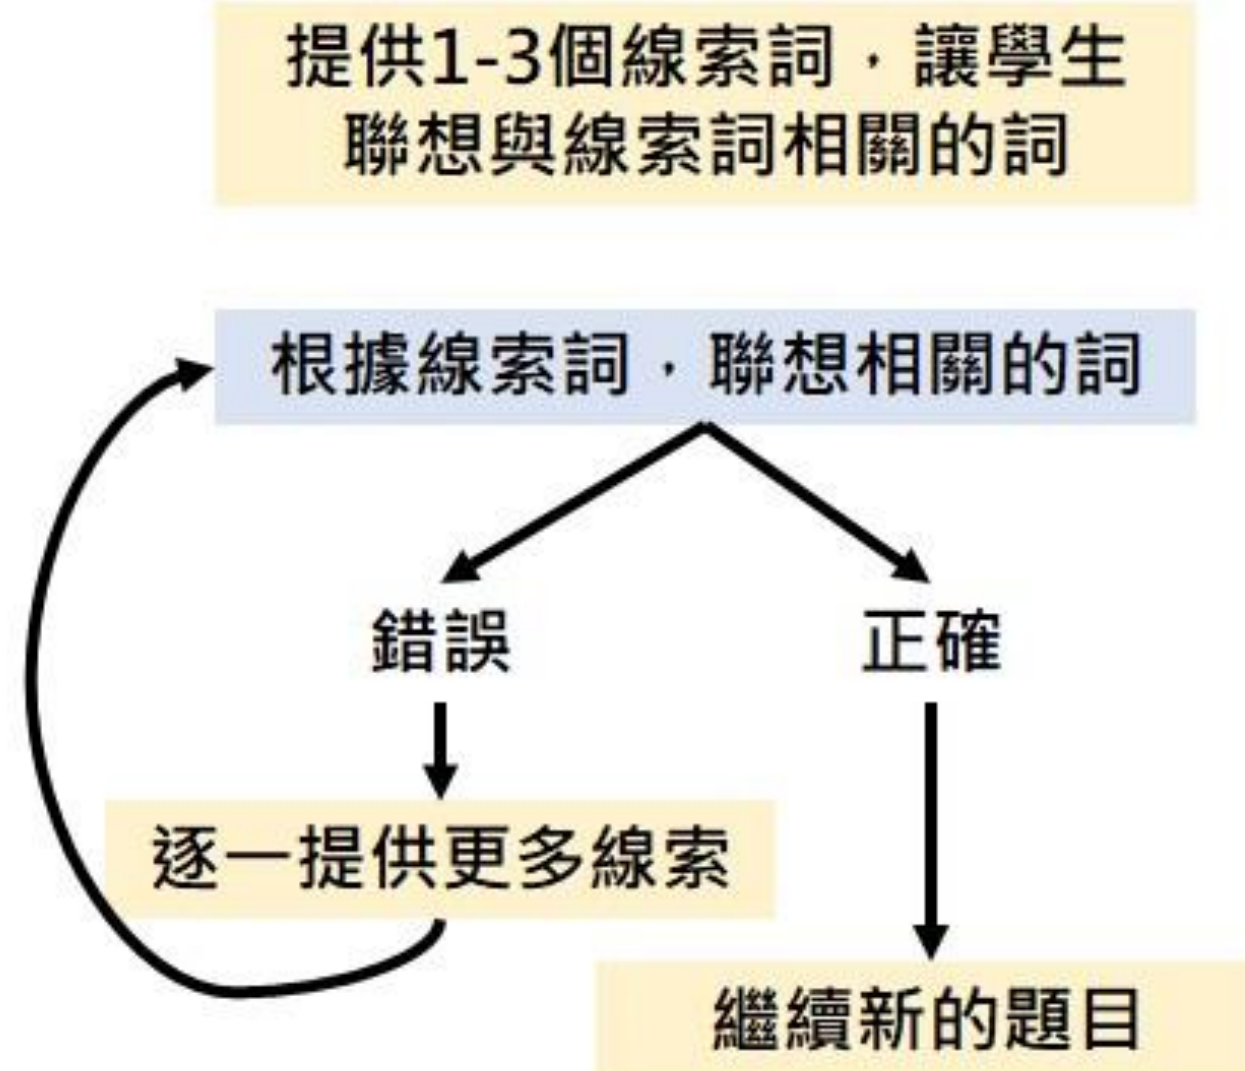 提供1-3個線索詞，讓學生
聯想與線索詞相關的詞
根據線索詞，聯想相關的詞
錯誤
正確
逐一提供更多線索
繼續新的題目